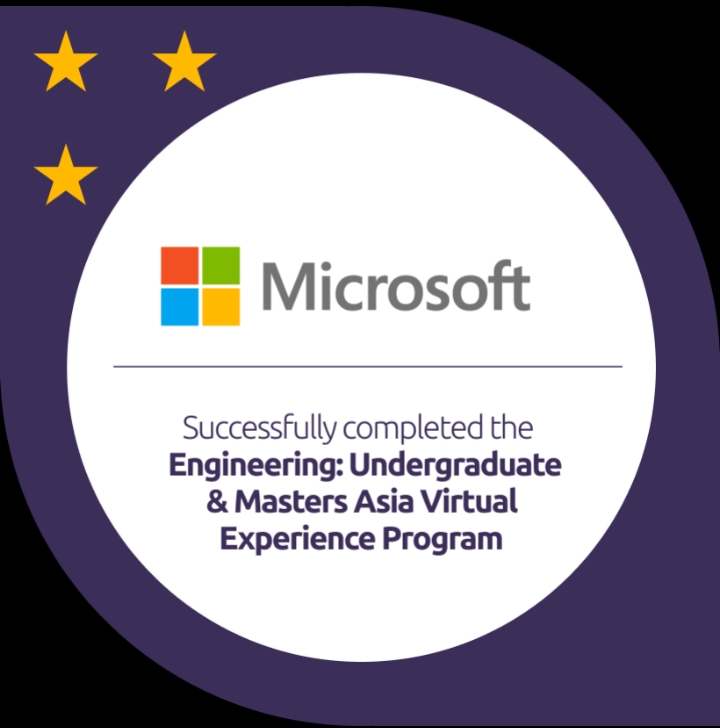 Microsoft
Successfully completed the
Engineering: Undergraduate
& Masters Asia Virtual
Experience Program